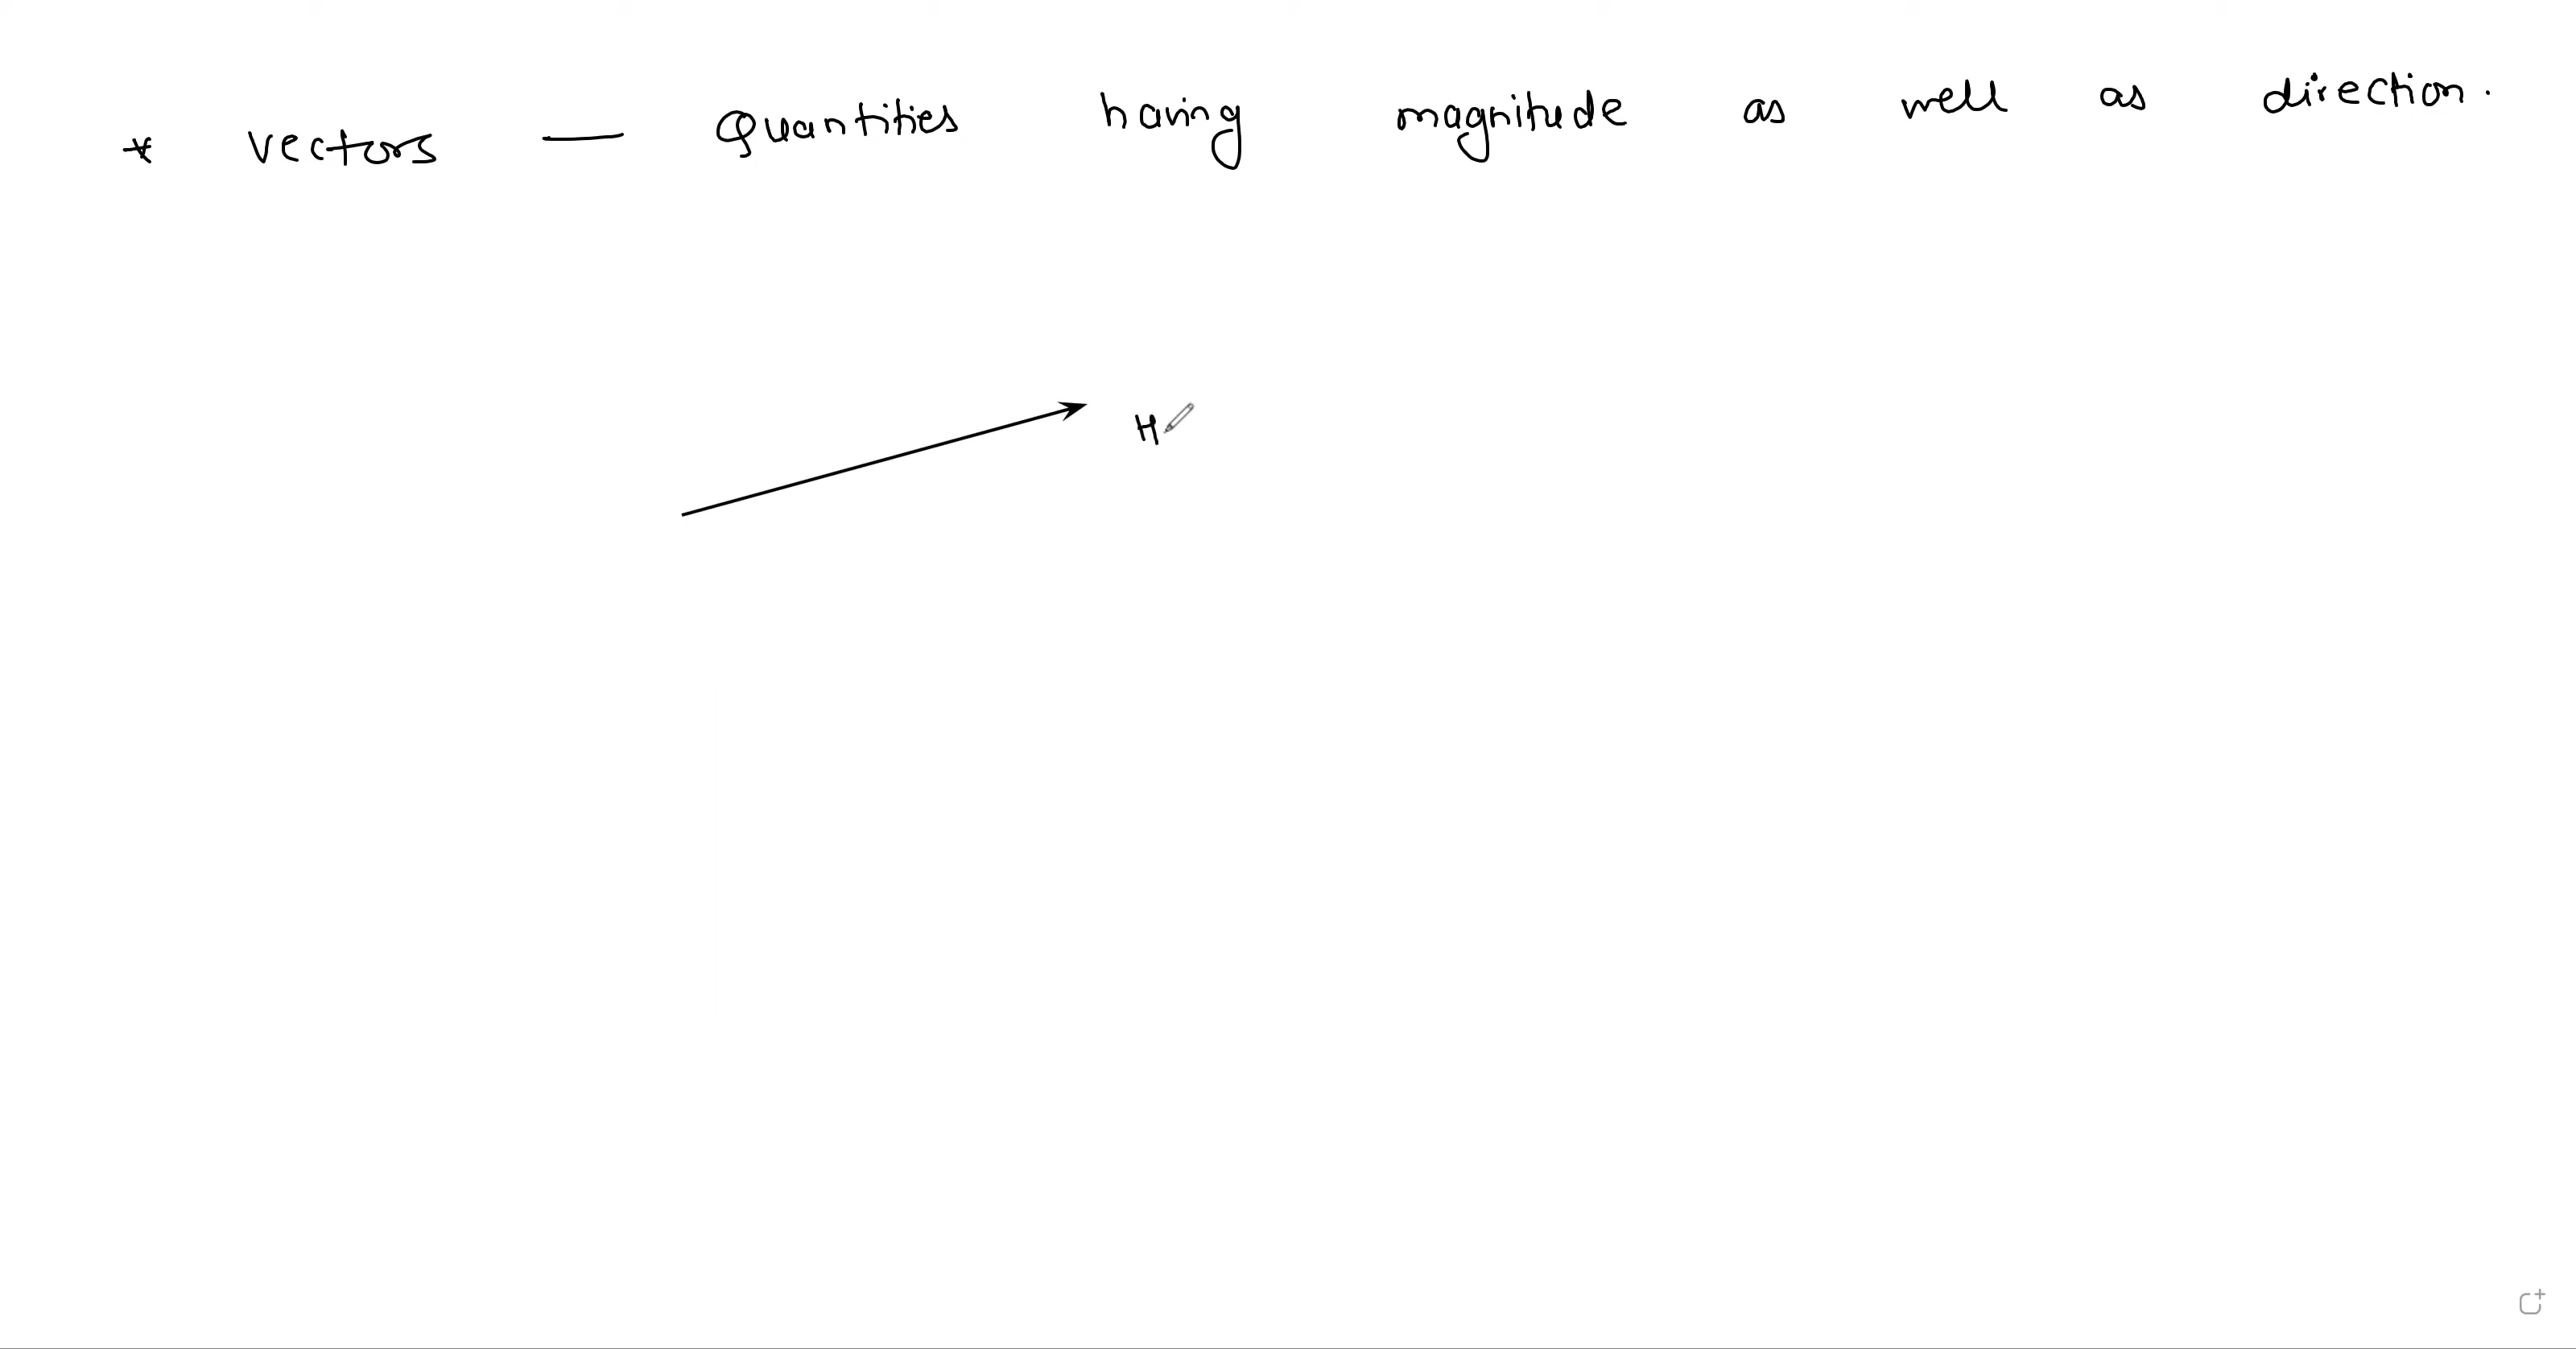 * vectors — Quantities having magnitude as well as direction.
H